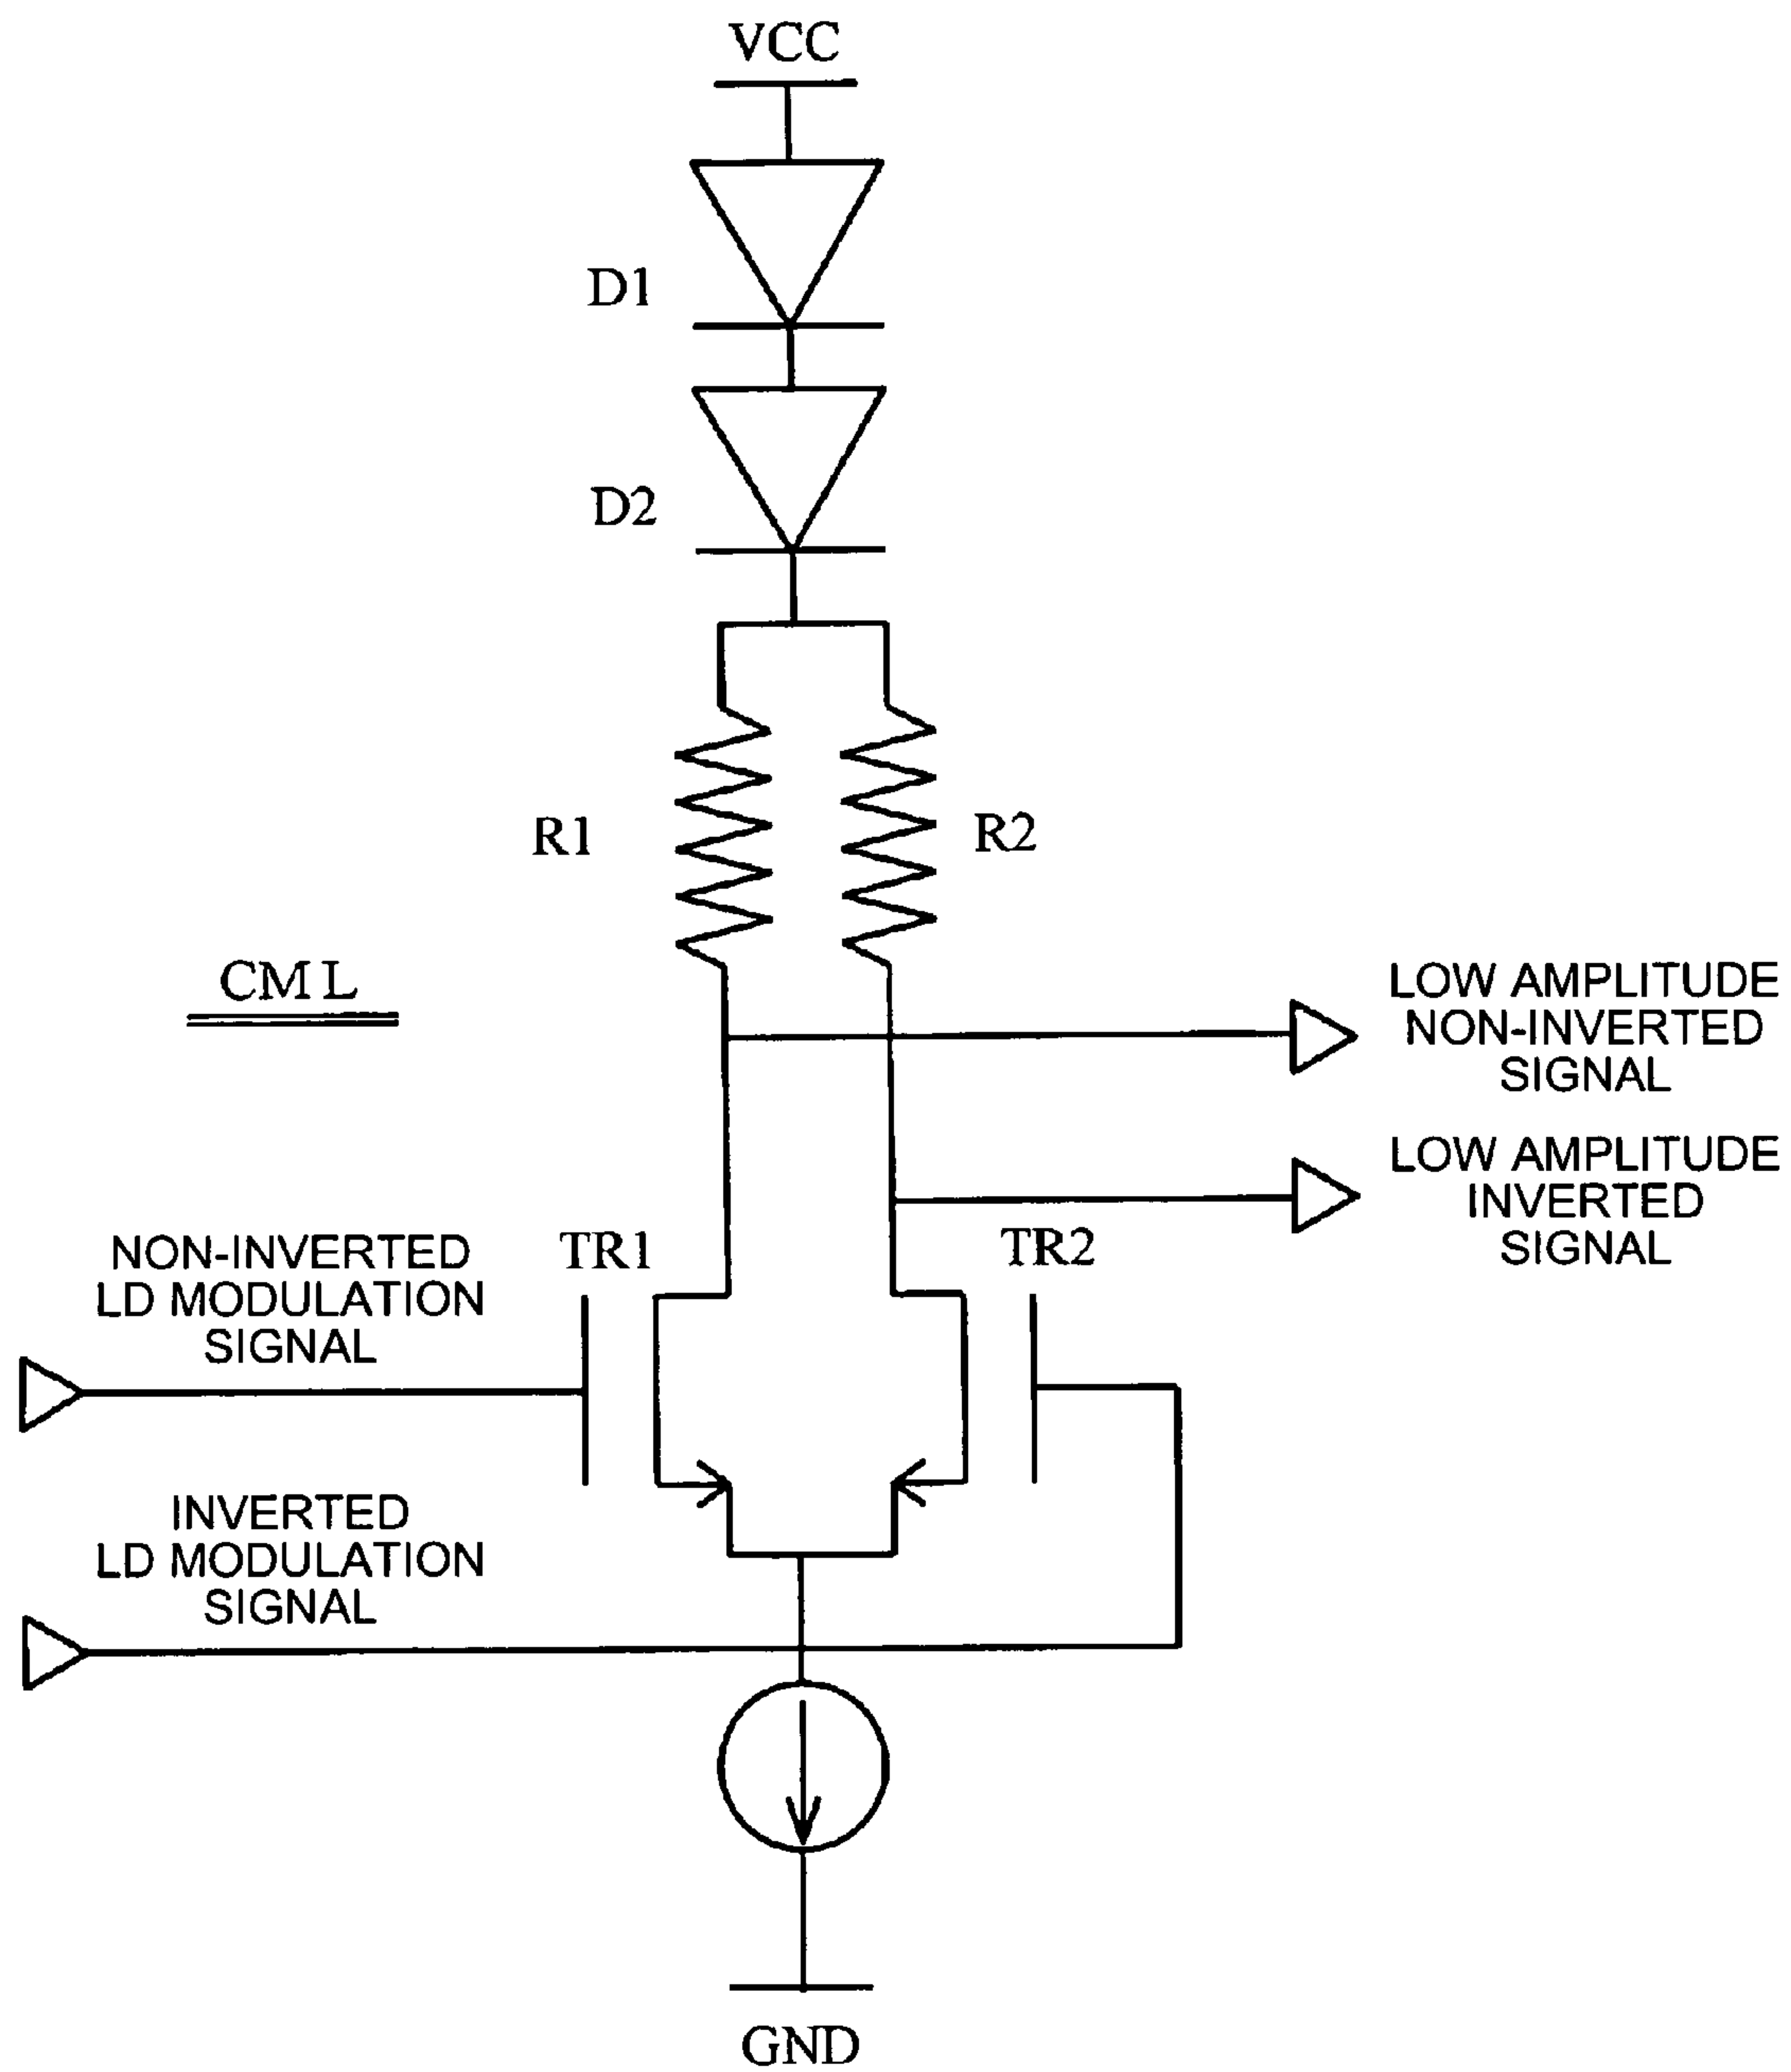 VCC
D1
D2
R1
R2
CML
LOW AMPLITUDE
NON-INVERTED
SIGNAL
LOW AMPLITUDE
INVERTED
SIGNAL
TR1
TR2
NON-INVERTED
LD MODULATION
SIGNAL
INVERTED
LD MODULATION
SIGNAL
GND